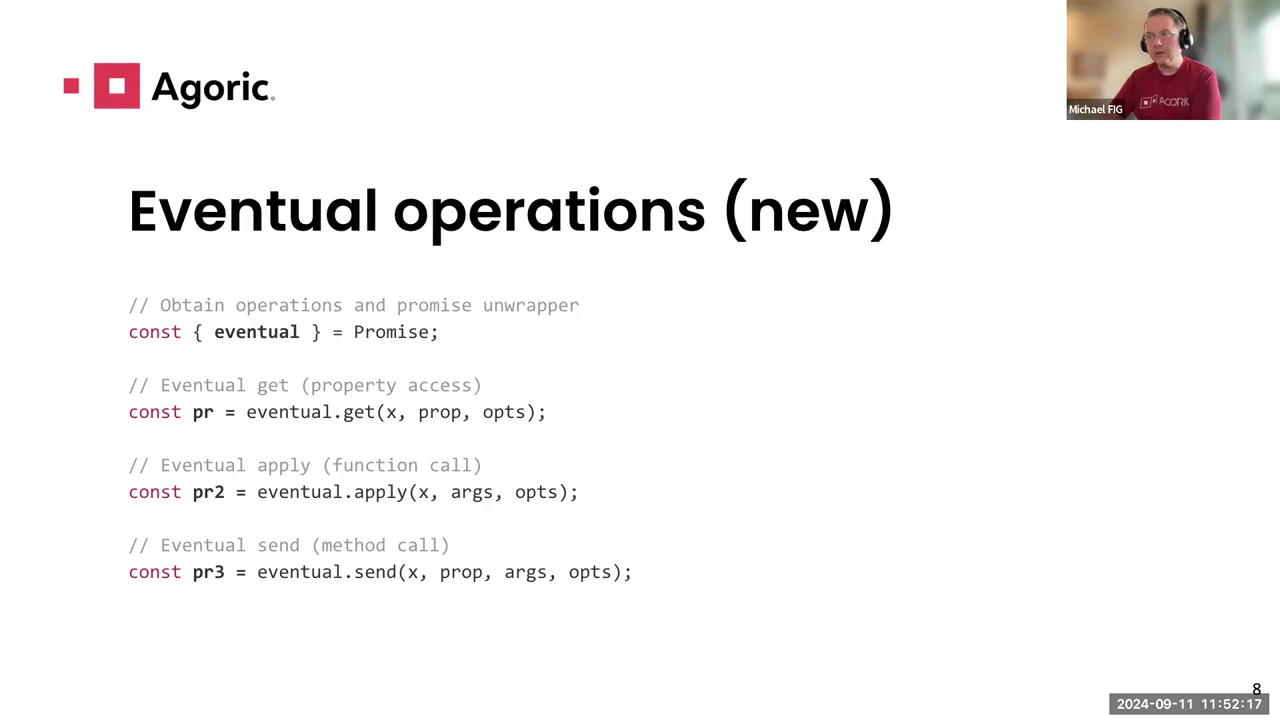 Agoric
AGORIC
Michael FIG
Eventual operations (new)
// Obtain operations and promise unwrapper
const { eventual } = Promise;
// Eventual get (property access)
const pr = eventual.get(x, prop, opts);
// Eventual apply (function call)
const pr2 = eventual.apply(x, args, opts);
// Eventual send (method call)
const pr3 = eventual.send(x, prop, args, opts);
8
2024-09-11 11:52:17